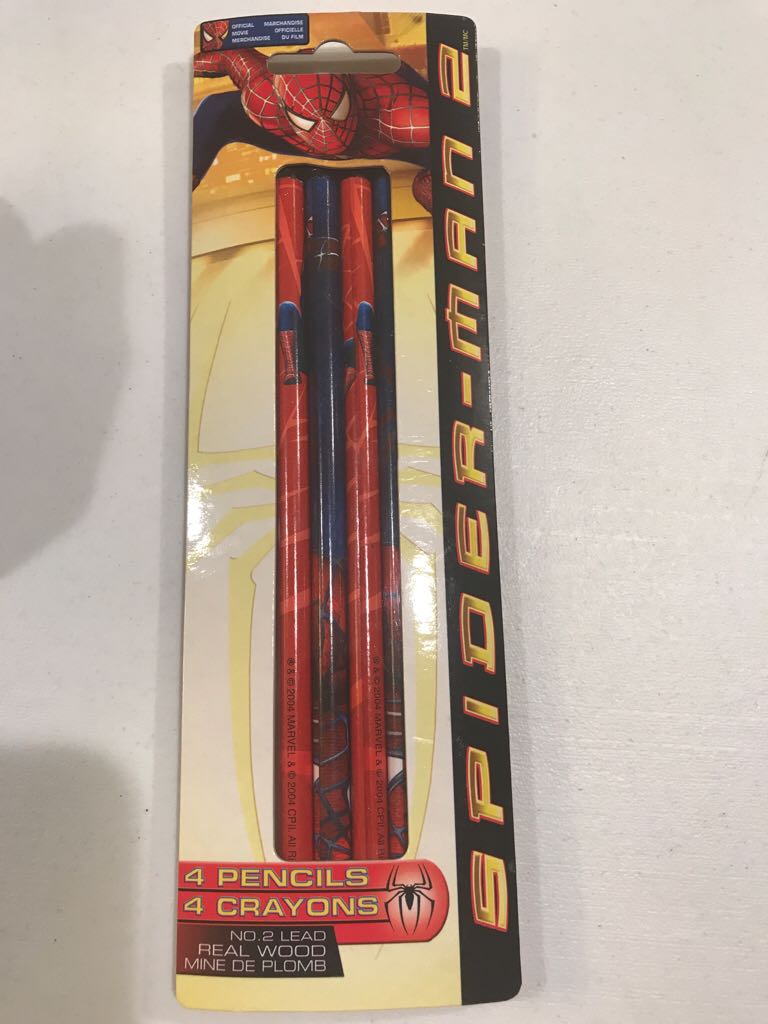 OFFICIAL MOVIE MERCHANDISE
MARCHANDISE OFFICIELLE DU FILM
SPIDER-MAN 2
TM/MC
® & © 2004 MARVEL & © 2004 CPII. All R
® & © 2004 MARVEL & © 2004 CPII. All R
4 PENCILS
4 CRAYONS
NO.2 LEAD
REAL WOOD
MINE DE PLOMB